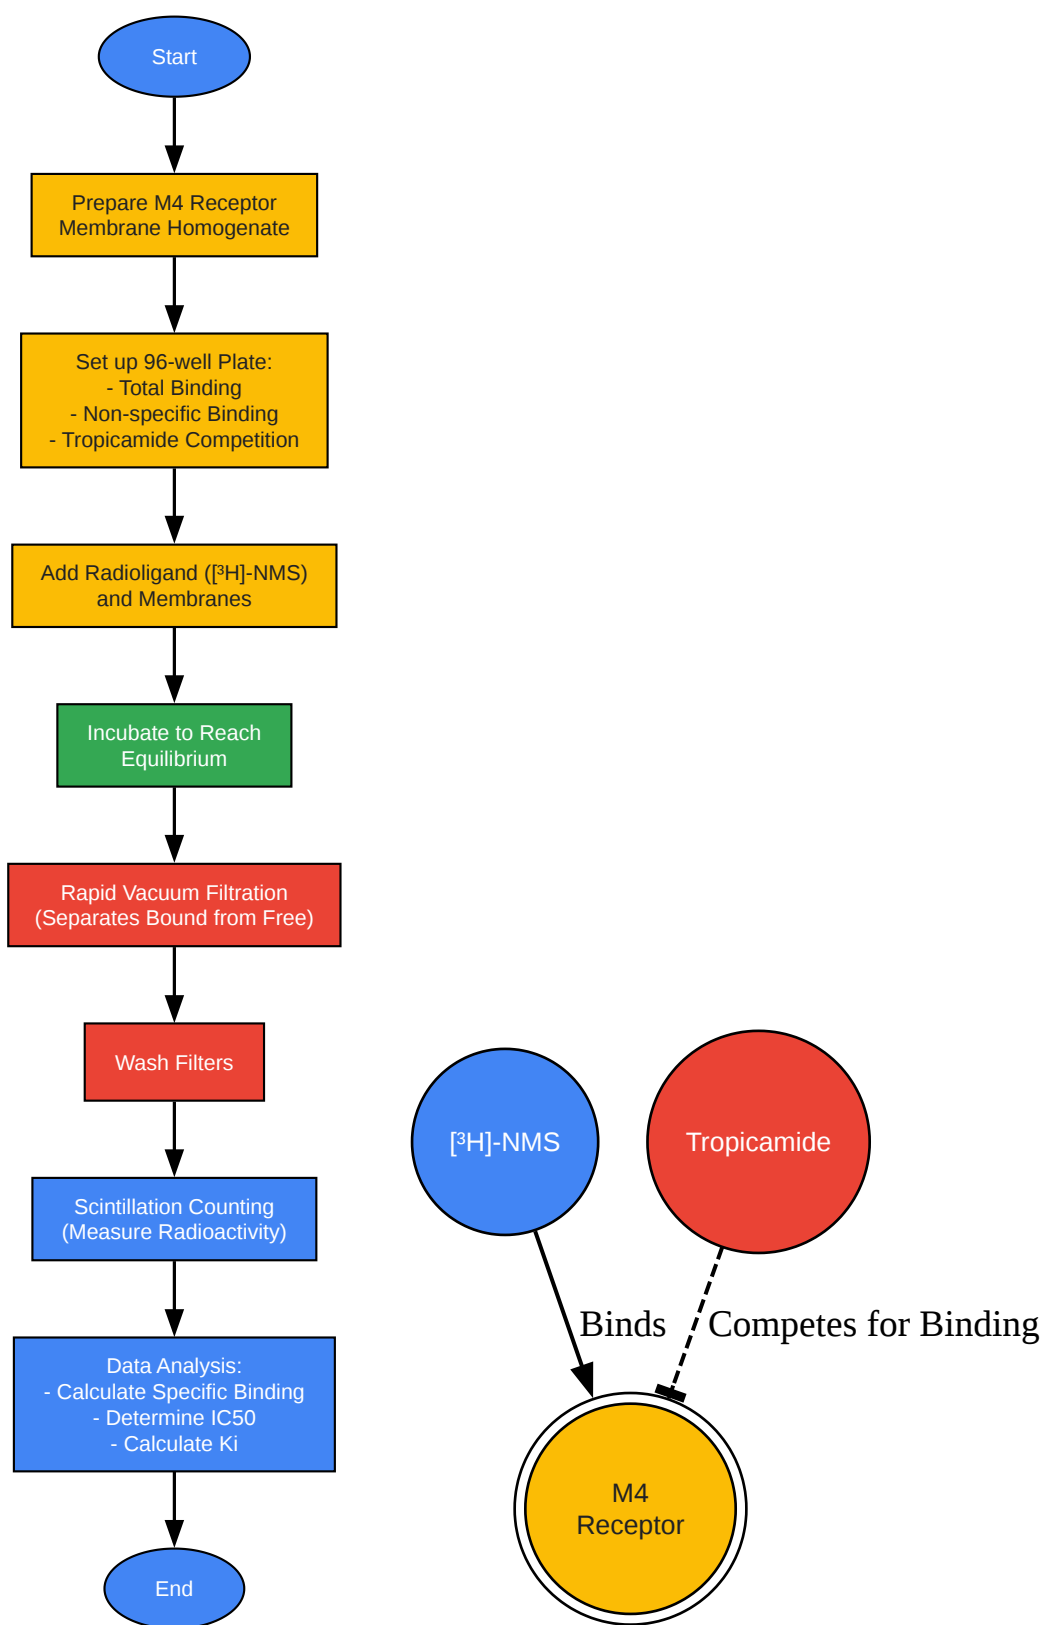 Start
Prepare M4 Receptor
Membrane Homogenate
Set up 96-well Plate:
- Total Binding
- Non-specific Binding
- Tropicamide Competition
Add Radioligand ([³H]-NMS)
and Membranes
Incubate to Reach
Equilibrium
Rapid Vacuum Filtration
(Separates Bound from Free)
Wash Filters
Scintillation Counting
(Measure Radioactivity)
Data Analysis:
- Calculate Specific Binding
- Determine IC50
- Calculate Ki
End
[³H]-NMS
Tropicamide
Binds
Competes for Binding
M4
Receptor